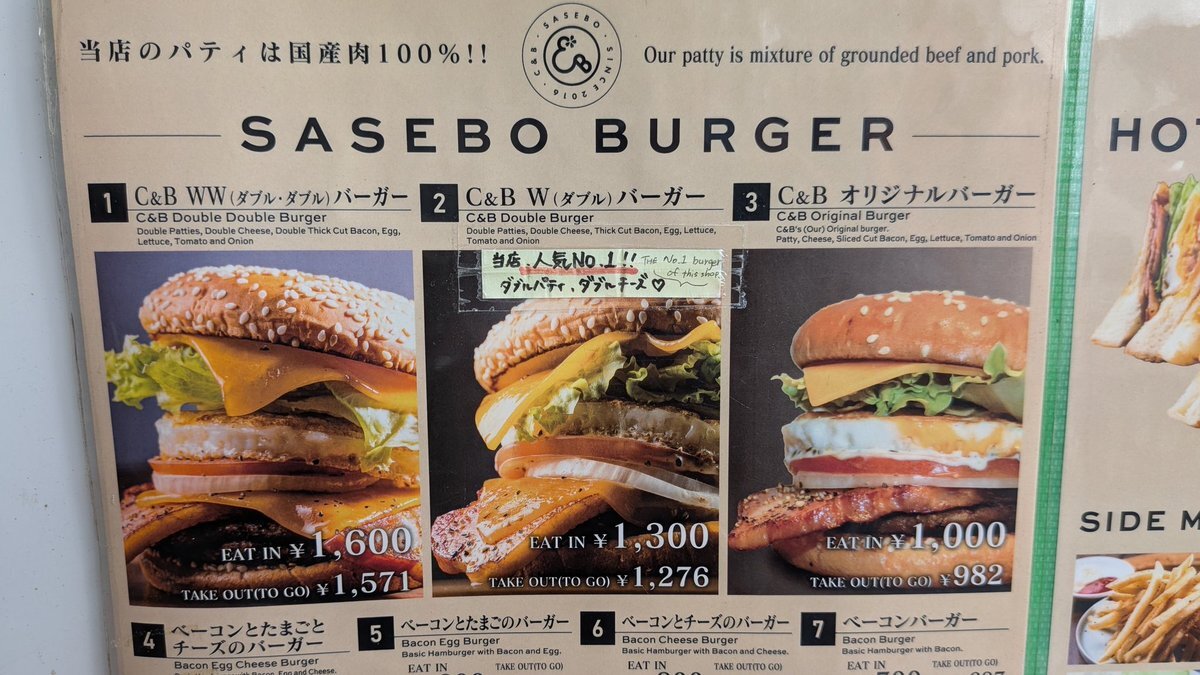 当店のパティは国産肉100%!!
SASEBO · SINCE 2016 · C&B ·
Our patty is mixture of grounded beef and pork.
SASEBO BURGER
1 C&B WW(ダブル・ダブル)バーガー
C&B Double Double Burger
Double Patties, Double Cheese, Double Thick Cut Bacon, Egg,
Lettuce, Tomato and Onion
EAT IN ¥1,600
TAKE OUT(TO GO) ¥1,571
2 C&B W(ダブル)バーガー
C&B Double Burger
Double Patties, Double Cheese, Thick Cut Bacon, Egg, Lettuce,
Tomato and Onion
当店、人気NO.1!!
THE No.1 burger
of this shop.
ダブルパティ、ダブルチーズ♡
EAT IN ¥1,300
TAKE OUT(TO GO) ¥1,276
3 C&B オリジナルバーガー
C&B Original Burger
C&B's (Our) Original burger.
Patty, Cheese, Sliced Cut Bacon, Egg, Lettuce, Tomato and Onion
EAT IN ¥1,000
TAKE OUT(TO GO) ¥982
4 ベーコンとたまごと
チーズのバーガー
Bacon Egg Cheese Burger
with Bacon, Egg and Cheese.
5 ベーコンとたまごのバーガー
Bacon Egg Burger
Basic Hamburger with Bacon and Egg.
EAT IN TAKE OUT(TO GO)
6 ベーコンとチーズのバーガー
Bacon Cheese Burger
Basic Hamburger with Bacon and Cheese.
EAT IN TAKE OUT(TO GO)
7 ベーコンバーガー
Bacon Burger
Basic Hamburger with Bacon.
EAT IN TAKE OUT(TO GO)
HOT
SIDE M